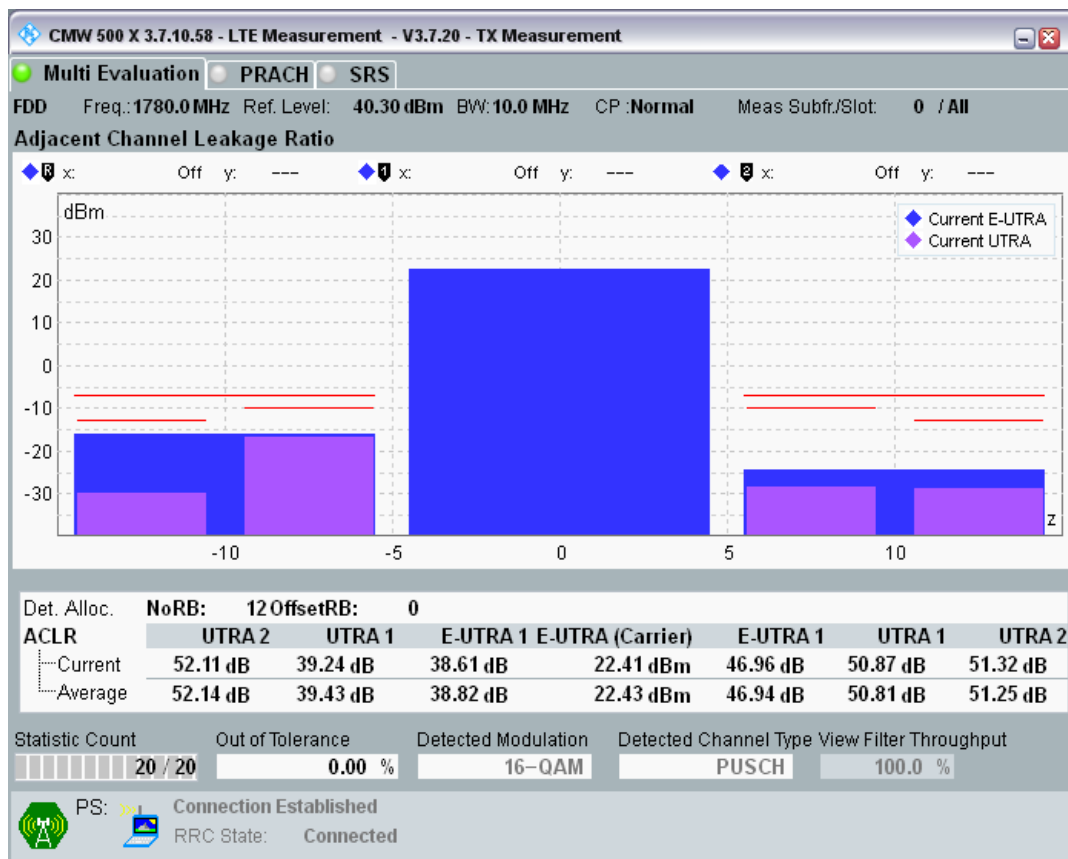 CMW 500 X 3.7.10.58 - LTE Measurement - V3.7.20 - TX Measurement
Multi Evaluation PRACH SRS
FDD Freq.:1780.0 MHz Ref. Level: 40.30 dBm BW:10.0 MHz CP :Normal Meas Subfr./Slot: 0 / All
Adjacent Channel Leakage Ratio
R x: Off y: --- 1 x: Off y: --- 2 x: Off y: ---
dBm
Current E-UTRA
Current UTRA
30
20
10
0
-10
-20
-30
z
-10 -5 0 5 10
Det. Alloc. NoRB: 12 OffsetRB: 0
ACLR UTRA 2 UTRA 1 E-UTRA 1 E-UTRA (Carrier) E-UTRA 1 UTRA 1 UTRA 2
Current 52.11 dB 39.24 dB 38.61 dB 22.41 dBm 46.96 dB 50.87 dB 51.32 dB
Average 52.14 dB 39.43 dB 38.82 dB 22.43 dBm 46.94 dB 50.81 dB 51.25 dB
Statistic Count Out of Tolerance Detected Modulation Detected Channel Type View Filter Throughput
20 / 20 0.00 % 16-QAM PUSCH 100.0 %
PS: Connection Established
RRC State: Connected